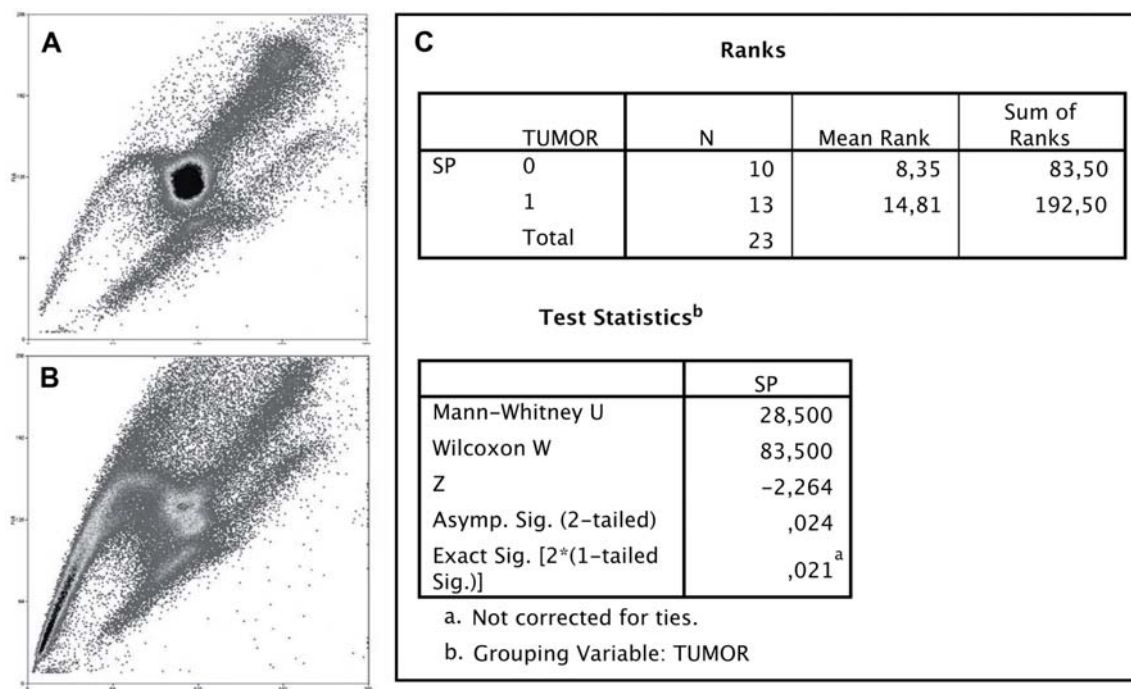 A
B
C
Ranks
TUMOR N Mean Rank Sum of Ranks
SP 0 10 8,35 83,50
1 13 14,81 192,50
Total 23
Test Statisticsb
SP
Mann-Whitney U 28,500
Wilcoxon W 83,500
Z -2,264
Asymp. Sig. (2-tailed) ,024
Exact Sig. [2*(1-tailed Sig.)] ,021a
a. Not corrected for ties.
b. Grouping Variable: TUMOR